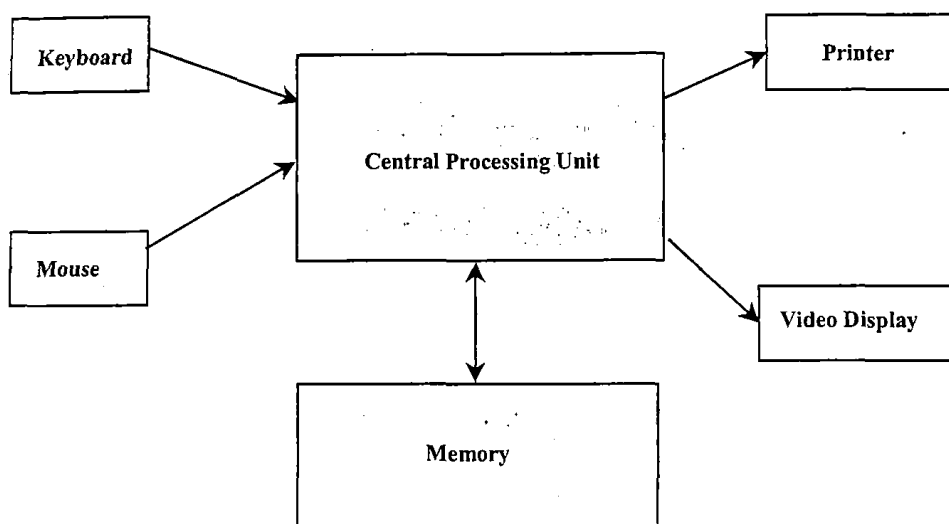 Keyboard
Printer
Central Processing Unit
Mouse
Video Display
Memory